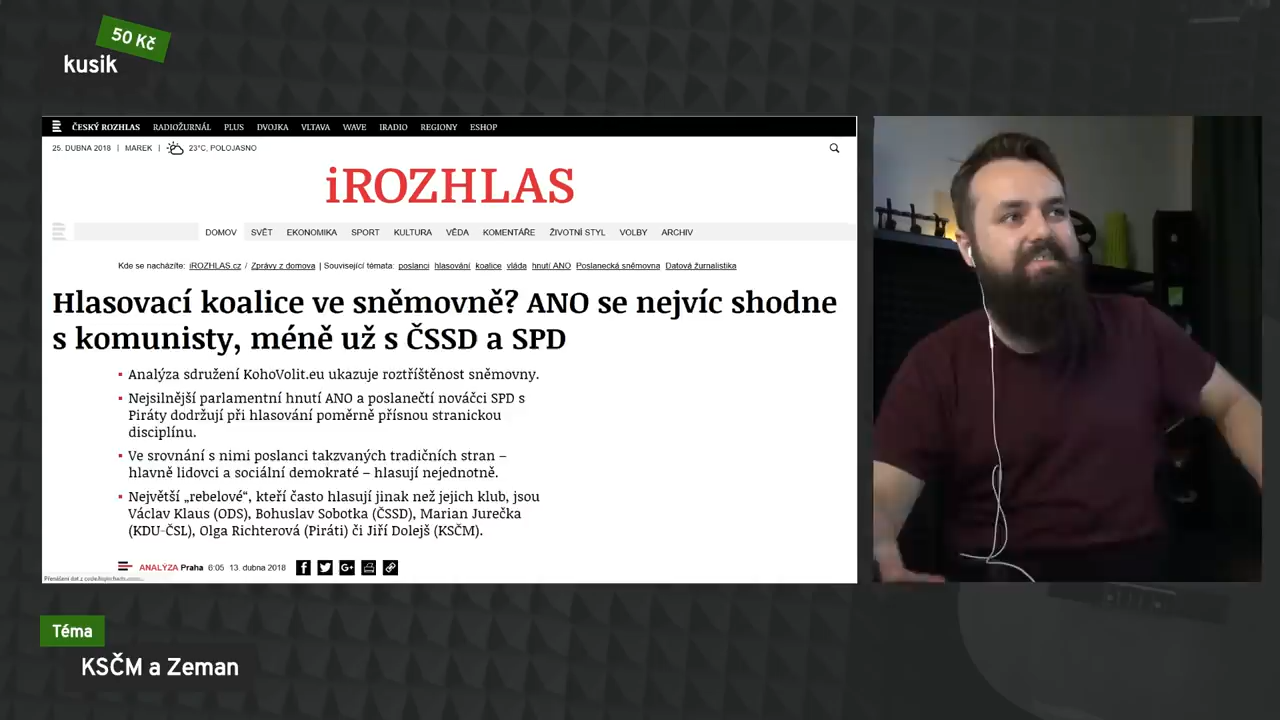 50 Kč
kusik
ČESKÝ ROZHLAS RADIOŽURNÁL PLUS DVOJKA VLTAVA WAVE IRADIO REGIONY ESHOP
25. DUBNA 2018 | MAREK | 23°C, POLOJASNO
iROZHLAS
DOMOV SVĚT EKONOMIKA SPORT KULTURA VĚDA KOMENTÁŘE ŽIVOTNÍ STYL VOLBY ARCHIV
Kde se nacházíte: iROZHLAS.cz / Zprávy z domova | Související témata: poslanci hlasování koalice vláda hnutí ANO Poslanecká sněmovna Datová žurnalistika
Hlasovací koalice ve sněmovně? ANO se nejvíc shodne
s komunisty, méně už s ČSSD a SPD
Analýza sdružení KohoVolit.eu ukazuje roztříštěnost sněmovny.
Nejsilnější parlamentní hnutí ANO a poslanečtí nováčci SPD s
Piráty dodržují při hlasování poměrně přísnou stranickou
disciplínu.
Ve srovnání s nimi poslanci takzvaných tradičních stran –
hlavně lidovci a sociální demokraté – hlasují nejednotně.
Největší „rebelové“, kteří často hlasují jinak než jejich klub, jsou
Václav Klaus (ODS), Bohuslav Sobotka (ČSSD), Marian Jurečka
(KDU-ČSL), Olga Richterová (Piráti) či Jiří Dolejš (KSČM).
ANALÝZA Praha 6:05 13. dubna 2018
Téma
KSČM a Zeman